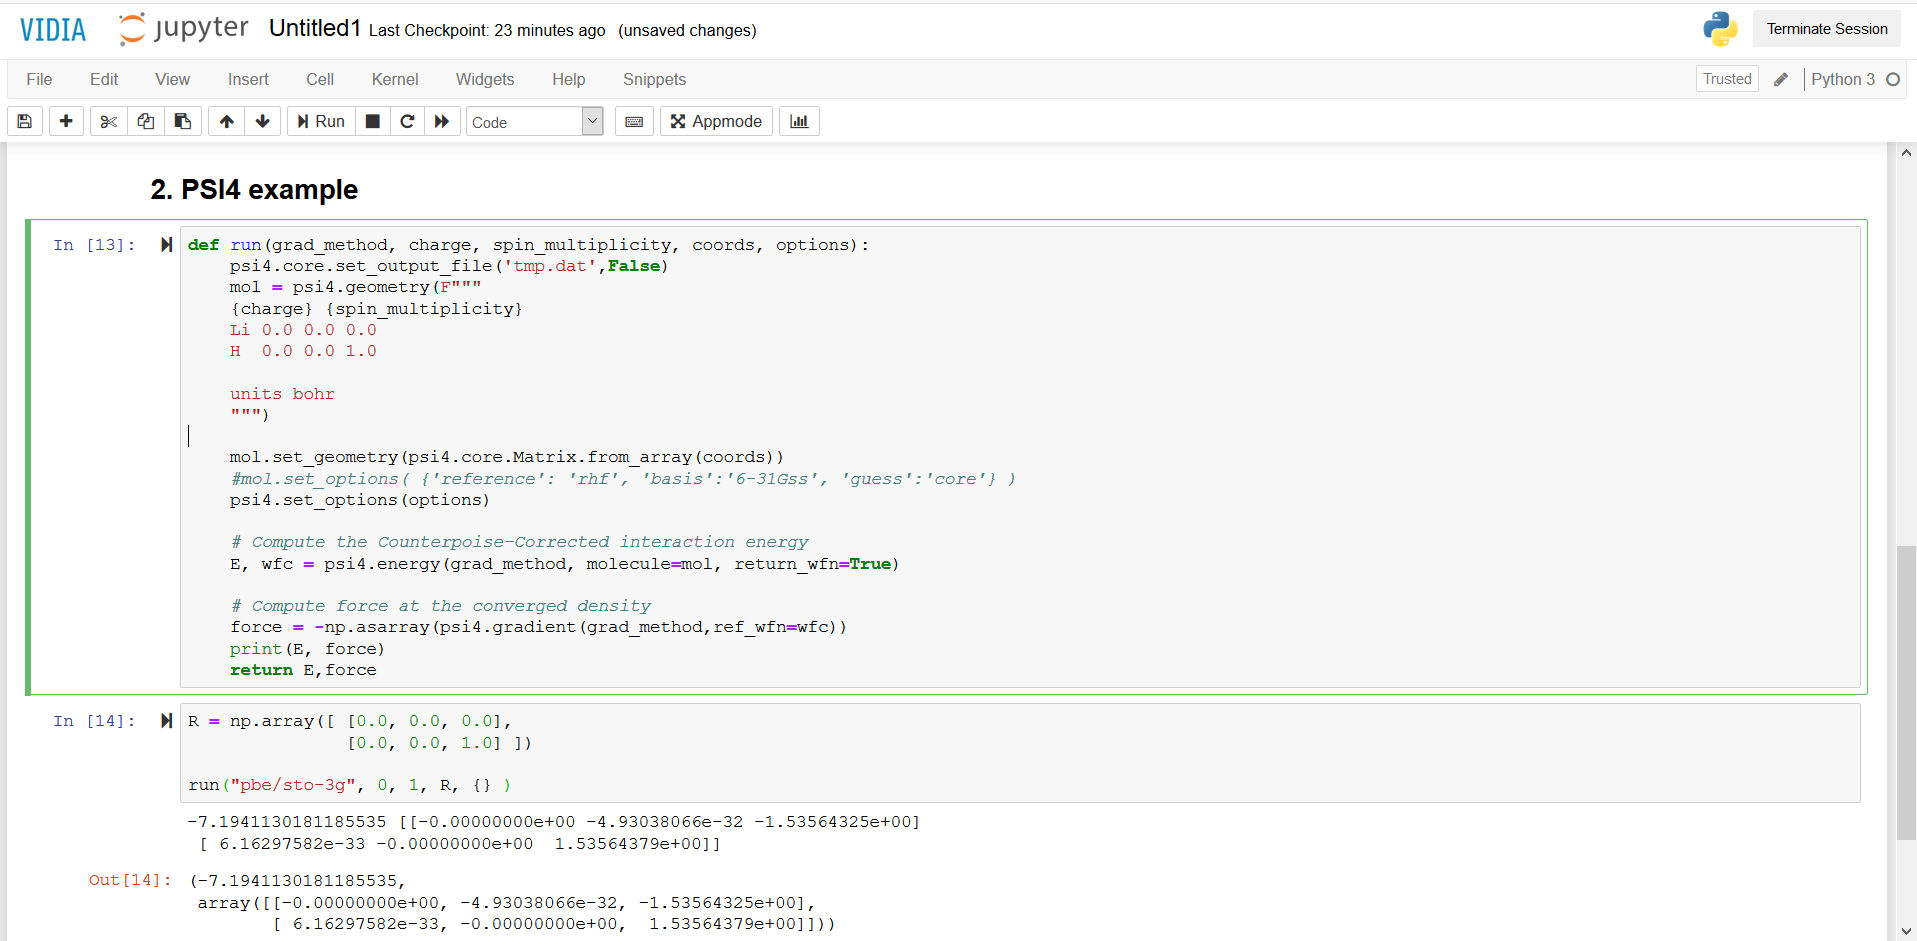 VIDIA jupyter Untitled1 Last Checkpoint: 23 minutes ago (unsaved changes) Terminate Session
File Edit View Insert Cell Kernel Widgets Help Snippets Trusted Python 3
Run Code Appmode
2. PSI4 example
In [13]: def run(grad_method, charge, spin_multiplicity, coords, options):
    psi4.core.set_output_file('tmp.dat',False)
    mol = psi4.geometry(F"""
    {charge} {spin_multiplicity}
    Li 0.0 0.0 0.0
    H  0.0 0.0 1.0
    units bohr
    """)
    mol.set_geometry(psi4.core.Matrix.from_array(coords))
    #mol.set_options( {'reference': 'rhf', 'basis':'6-31Gss', 'guess':'core'} )
    psi4.set_options(options)
    # Compute the Counterpoise-Corrected interaction energy
    E, wfc = psi4.energy(grad_method, molecule=mol, return_wfn=True)
    # Compute force at the converged density
    force = -np.asarray(psi4.gradient(grad_method,ref_wfn=wfc))
    print(E, force)
    return E,force
In [14]: R = np.array([ [0.0, 0.0, 0.0],
               [0.0, 0.0, 1.0] ])
run("pbe/sto-3g", 0, 1, R, {} )
-7.1941130181185535 [[-0.00000000e+00 -4.93038066e-32 -1.53564325e+00]
 [ 6.16297582e-33 -0.00000000e+00  1.53564379e+00]]
Out[14]: (-7.1941130181185535,
 array([[-0.00000000e+00, -4.93038066e-32, -1.53564325e+00],
        [ 6.16297582e-33, -0.00000000e+00,  1.53564379e+00]]))